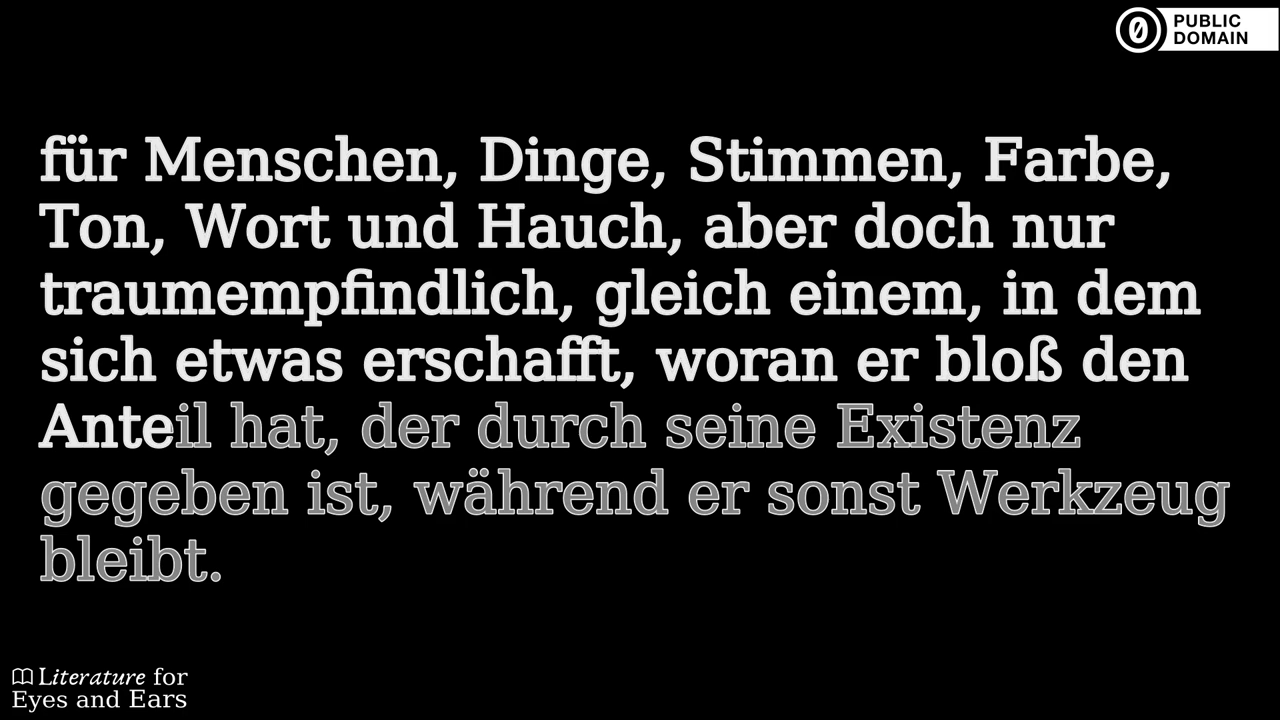 PUBLIC
DOMAIN
für Menschen, Dinge, Stimmen, Farbe,
Ton, Wort und Hauch, aber doch nur
traumempfindlich, gleich einem, in dem
sich etwas erschafft, woran er bloß den
Anteil hat, der durch seine Existenz
gegeben ist, während er sonst Werkzeug
bleibt.
Literature for
Eyes and Ears